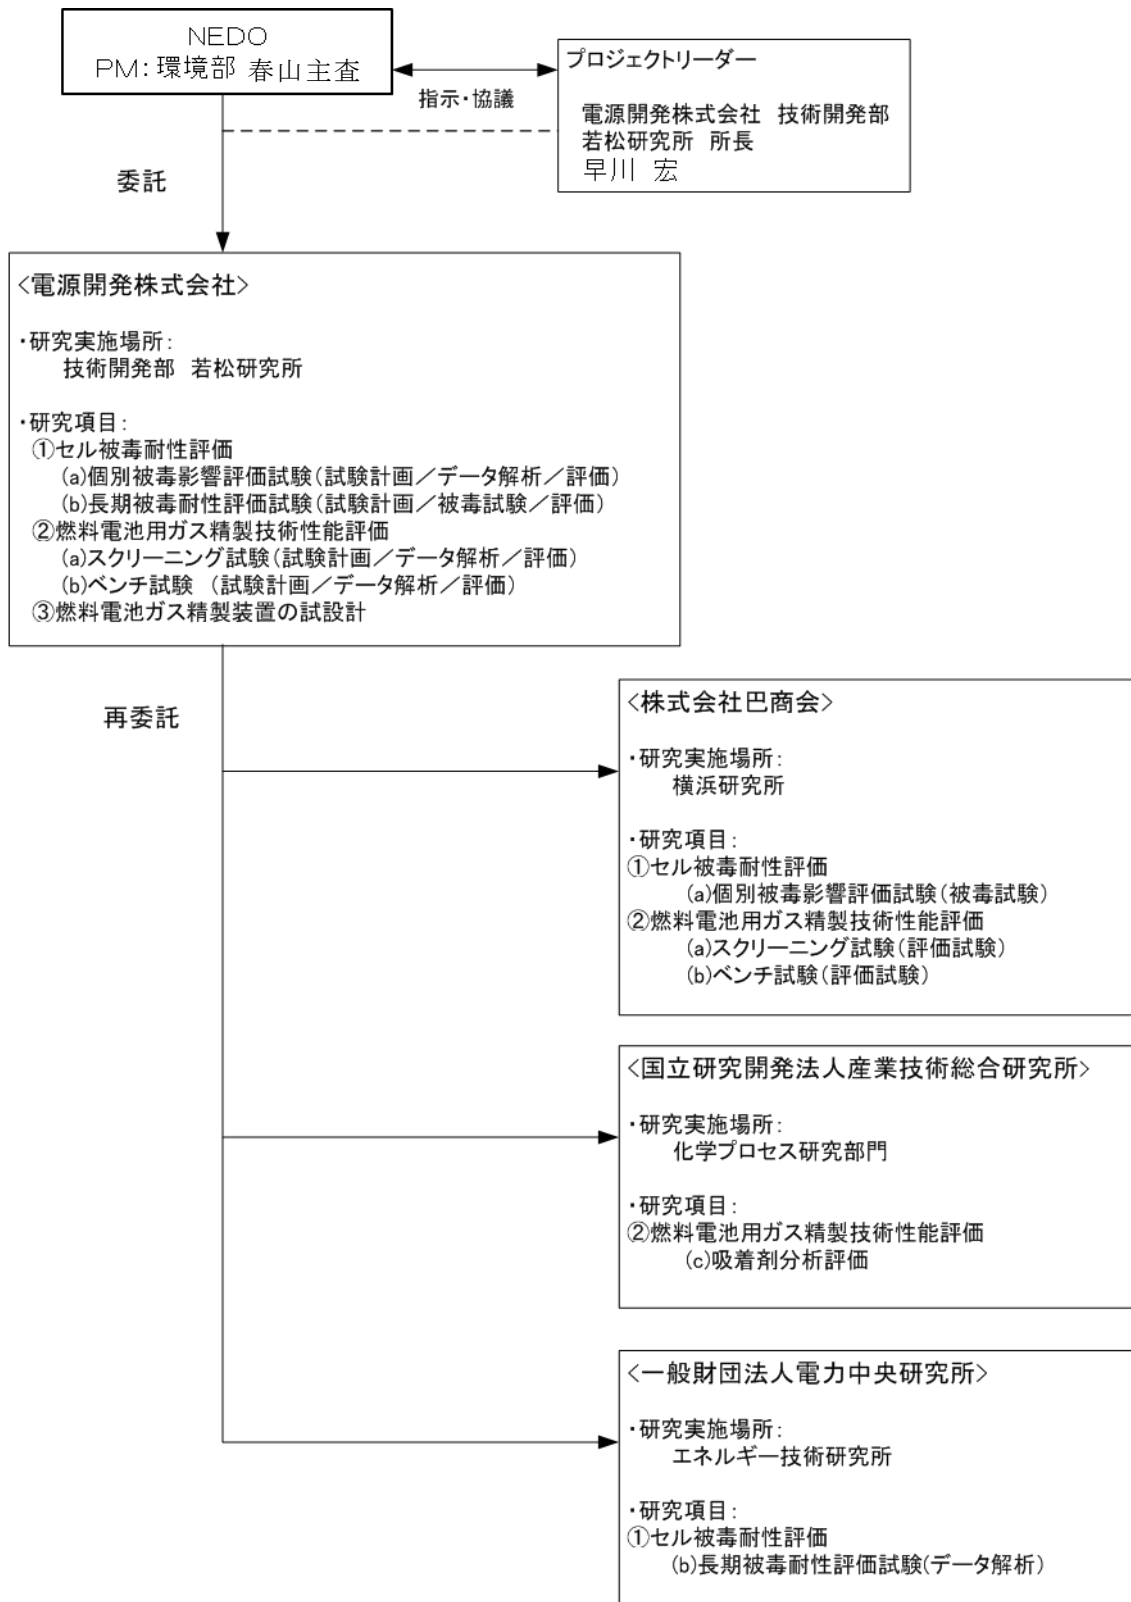 NEDO
PM：環境部 春山主査
指示・協議
プロジェクトリーダー
電源開発株式会社　技術開発部
若松研究所　所長
早川　宏
委託
＜電源開発株式会社＞
・研究実施場所：
技術開発部　若松研究所
・研究項目：
①セル被毒耐性評価
(a)個別被毒影響評価試験（試験計画／データ解析／評価）
(b)長期被毒耐性評価試験（試験計画／被毒試験／評価）
②燃料電池用ガス精製技術性能評価
(a)スクリーニング試験（試験計画／データ解析／評価）
(b)ベンチ試験　（試験計画／データ解析／評価）
③燃料電池ガス精製装置の試設計
再委託
＜株式会社巴商会＞
・研究実施場所：
横浜研究所
・研究項目：
①セル被毒耐性評価
(a)個別被毒影響評価試験（被毒試験）
②燃料電池用ガス精製技術性能評価
(a)スクリーニング試験（評価試験）
(b)ベンチ試験（評価試験）
＜国立研究開発法人産業技術総合研究所＞
・研究実施場所：
化学プロセス研究部門
・研究項目：
②燃料電池用ガス精製技術性能評価
(c)吸着剤分析評価
＜一般財団法人電力中央研究所＞
・研究実施場所：
エネルギー技術研究所
・研究項目：
①セル被毒耐性評価
(b)長期被毒耐性評価試験(データ解析）